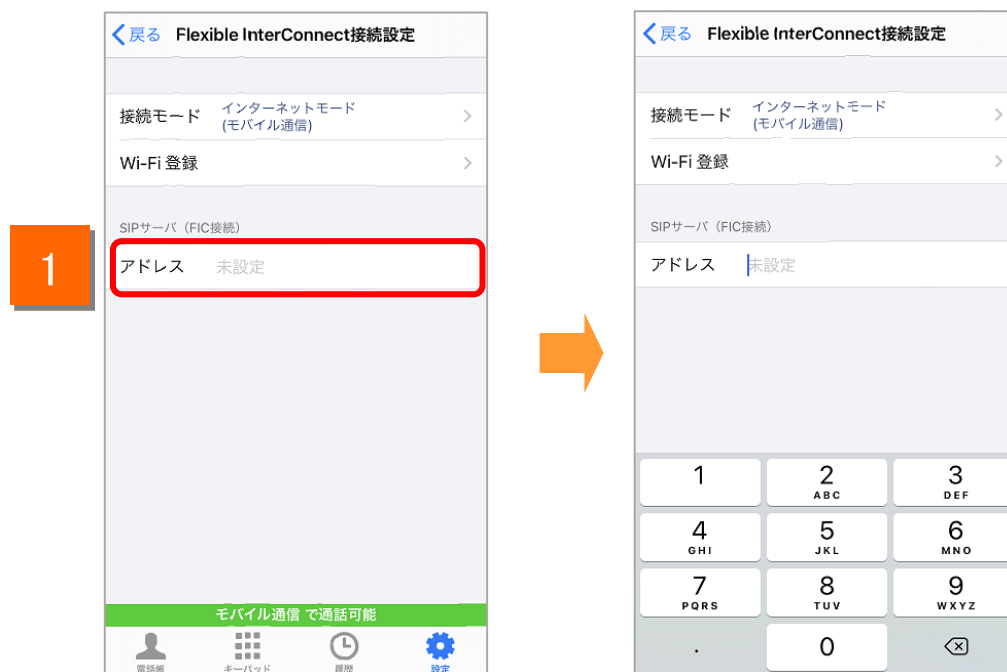 戻る Flexible InterConnect接続設定
接続モード インターネットモード
(モバイル通信)
Wi-Fi 登録
SIPサーバ（FIC接続）
1
アドレス 未設定
モバイル通信 で通話可能
電話帳 キーパッド 履歴 設定
戻る Flexible InterConnect接続設定
接続モード インターネットモード
(モバイル通信)
Wi-Fi 登録
SIPサーバ（FIC接続）
アドレス 未設定
1 2 3
ABC DEF
4 5 6
GHI JKL MNO
7 8 9
PQRS TUV WXYZ
. 0